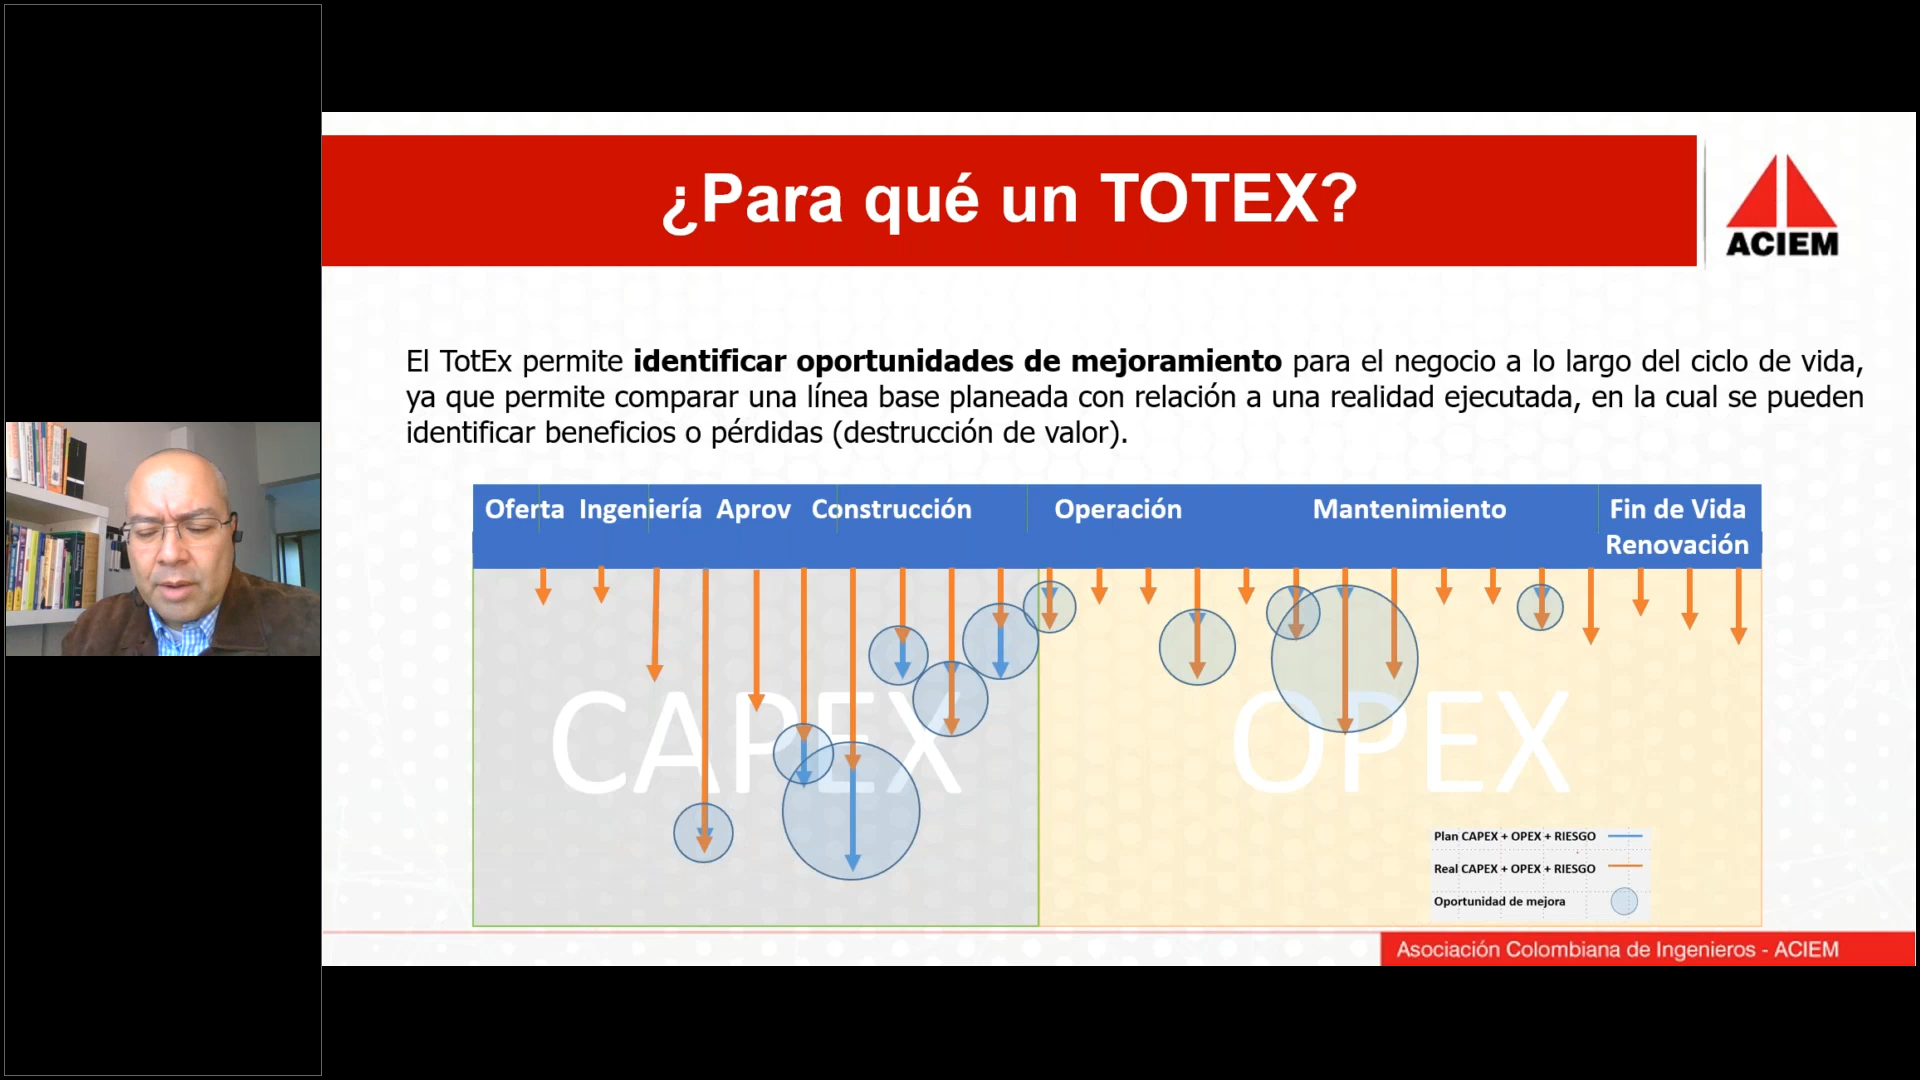 ¿Para qué un TOTEX?
ACIEM
El TotEx permite identificar oportunidades de mejoramiento para el negocio a lo largo del ciclo de vida,
ya que permite comparar una línea base planeada con relación a una realidad ejecutada, en la cual se pueden
identificar beneficios o pérdidas (destrucción de valor).
Oferta Ingeniería Aprov Construcción Operación Mantenimiento Fin de Vida
Renovación
CAPEX OPEX
Plan CAPEX + OPEX + RIESGO
Real CAPEX + OPEX + RIESGO
Oportunidad de mejora
Asociación Colombiana de Ingenieros - ACIEM